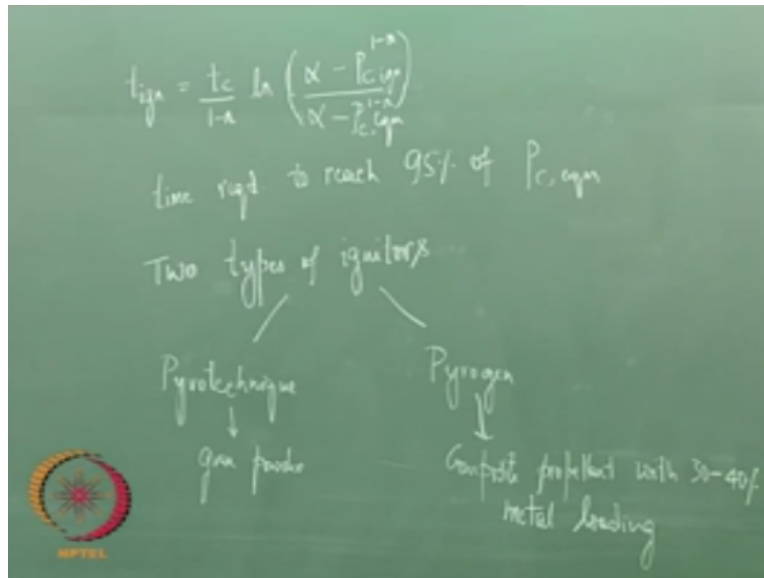 t_ign = t_c/1-n ln (α - P_c,ign^1-n / α - P_c,eqm^1-n)
time reqd. to reach 95% of P_c,eqm
Two types of ignitors
Pyrotechnique
Pyrogen
gun powder
Composite propellant with 30-40%
metal loading
NPTEL